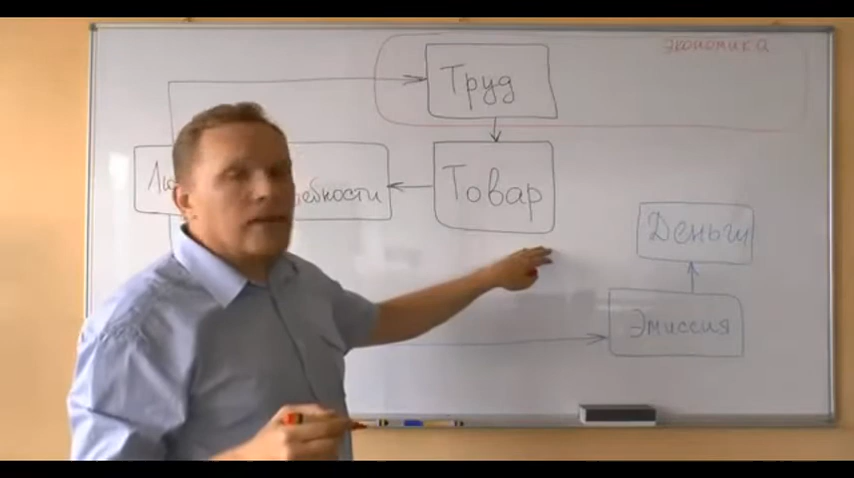 экономика
Труд
Товар
Деньги
Эмиссия